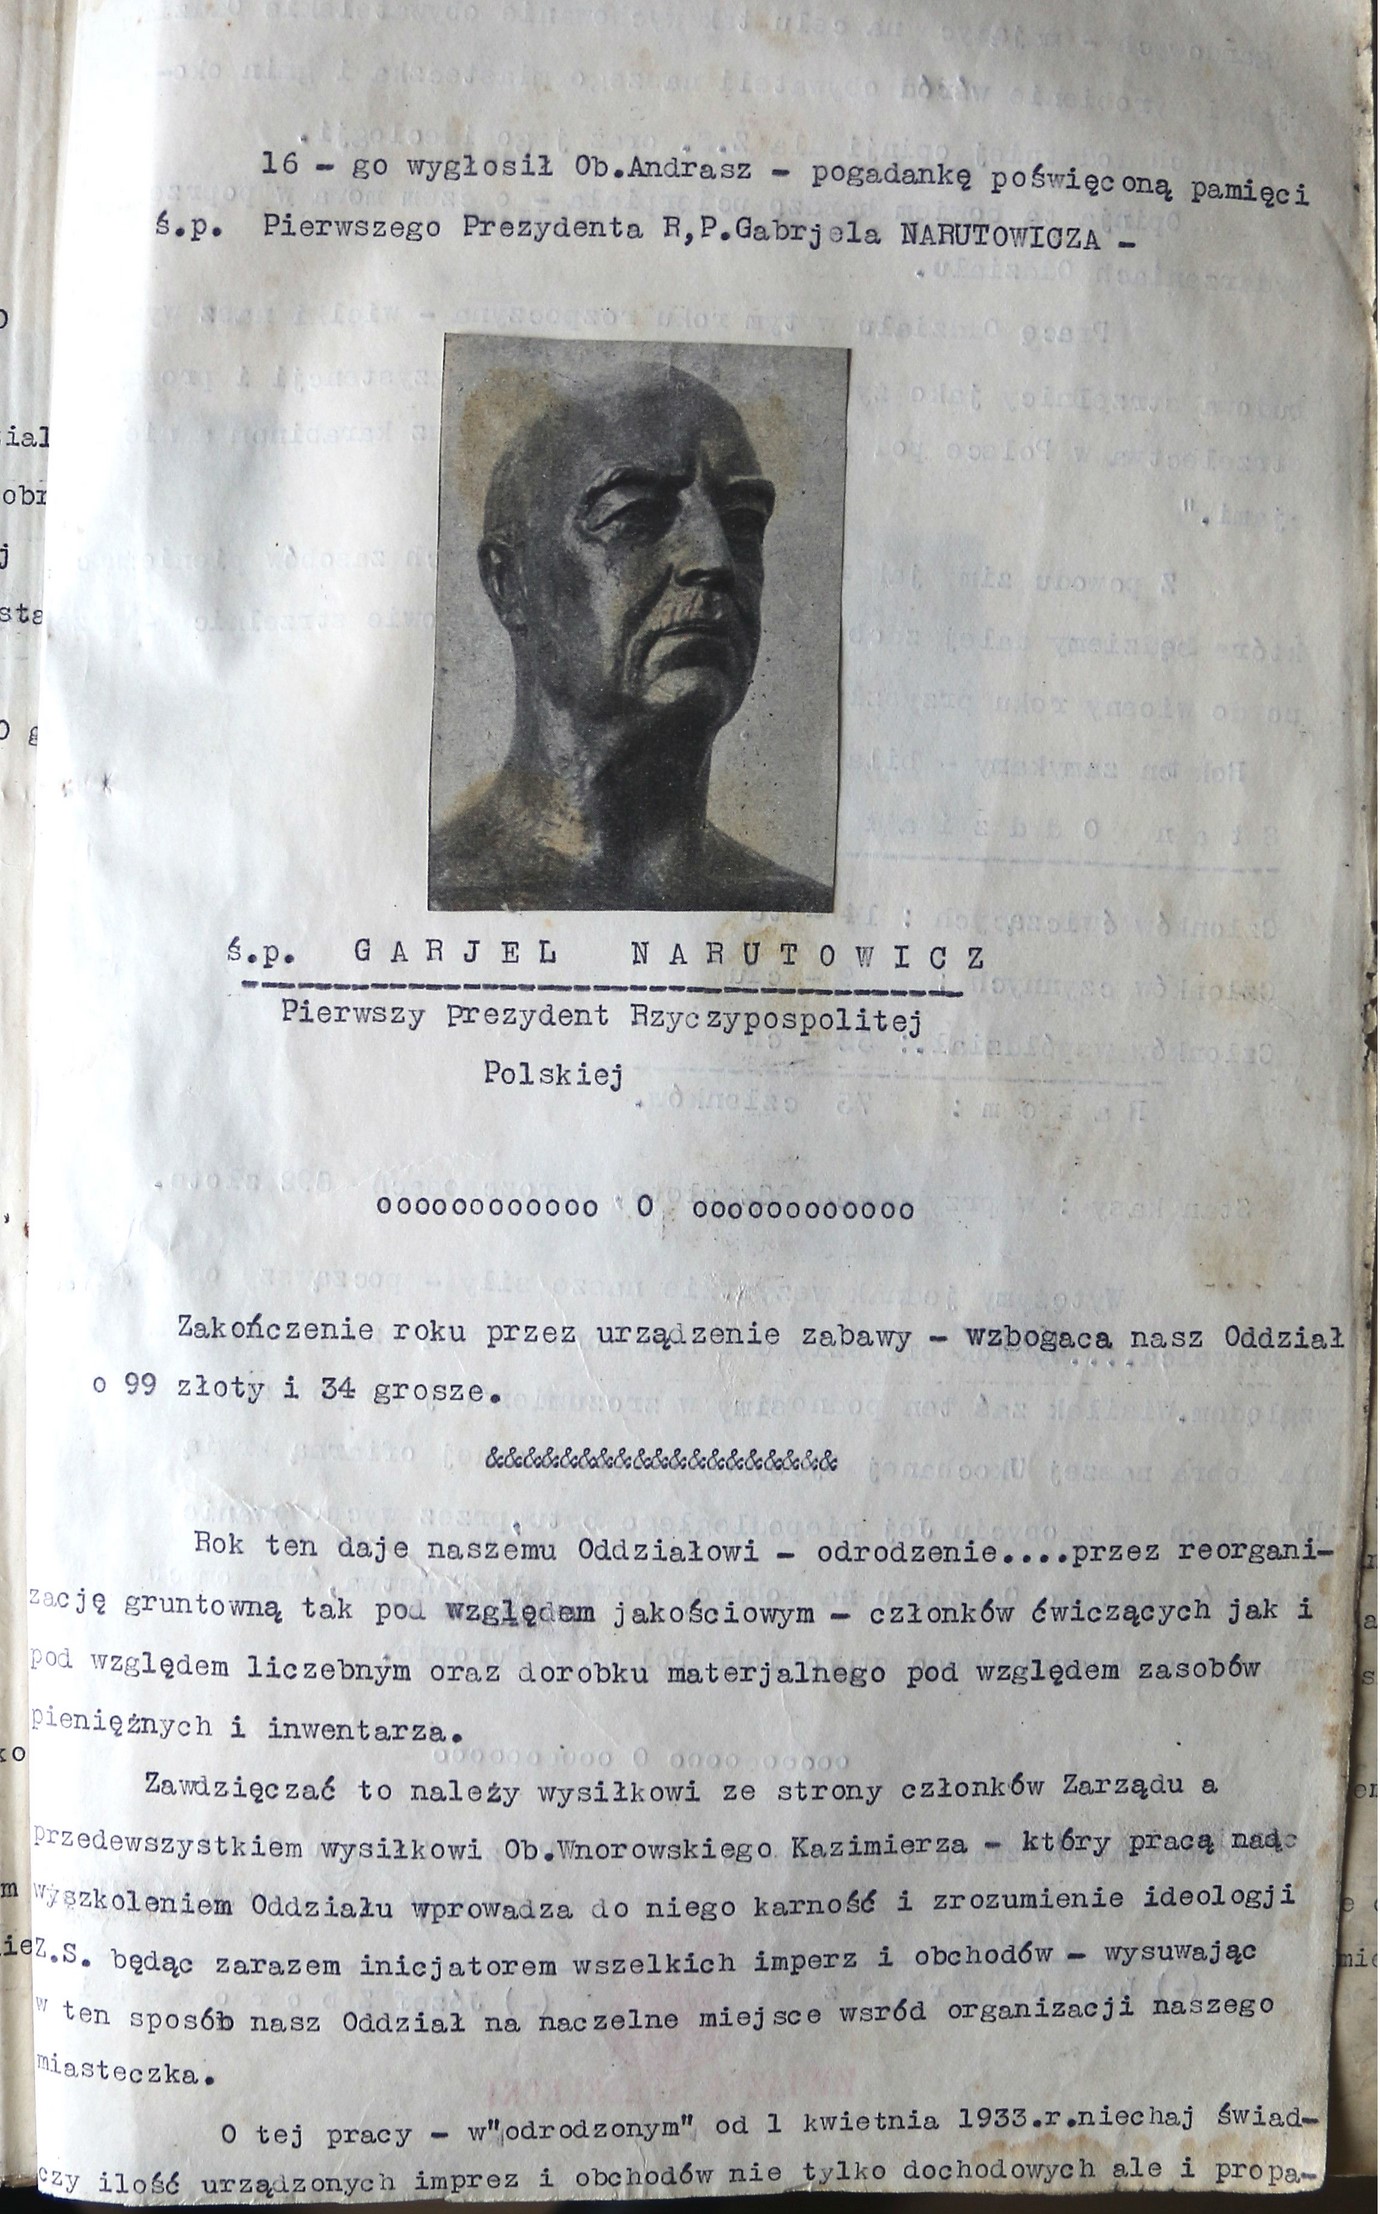 16 - go wygłosił Ob.Andrasz - pogadankę poświęconą pamięci
ś.p. Pierwszego Prezydenta R,P.Gabrjela NARUTOWICZA -
ś.p. GARJEL NARUTOWICZ
Pierwszy prezydent Rzyczypospolitej
Polskiej
oooooooooooo O oooooooooooo
Zakończenie roku przez urządzenie zabawy - wzbogaca nasz Oddział
o 99 złoty i 34 grosze.
&&&&&&&&&&&&&&&&&&&
Rok ten daje naszemu Oddziałowi - odrodzenie....przez reorgani-
zację gruntowną tak pod względem jakościowym - członków ćwiczących jak i
pod względem liczebnym oraz dorobku materjalnego pod względem zasobów
pieniężnych i inwentarza.
Zawdzięczać to należy wysiłkowi ze strony członków Zarządu a
przedewszystkiem wysiłkowi Ob.Wnorowskiego Kazimierza - który pracą nad
wyszkoleniem Oddziału wprowadza do niego karność i zrozumienie ideologji
Z.S. będąc zarazem inicjatorem wszelkich imperz i obchodów - wysuwając
w ten sposób nasz Oddział na naczelne miejsce wsród organizacji naszego
miasteczka.
O tej pracy - w"odrodzonym" od 1 kwietnia 1933.r.niechaj świad-
czy ilość urządzonych imprez i obchodów nie tylko dochodowych ale i propa-